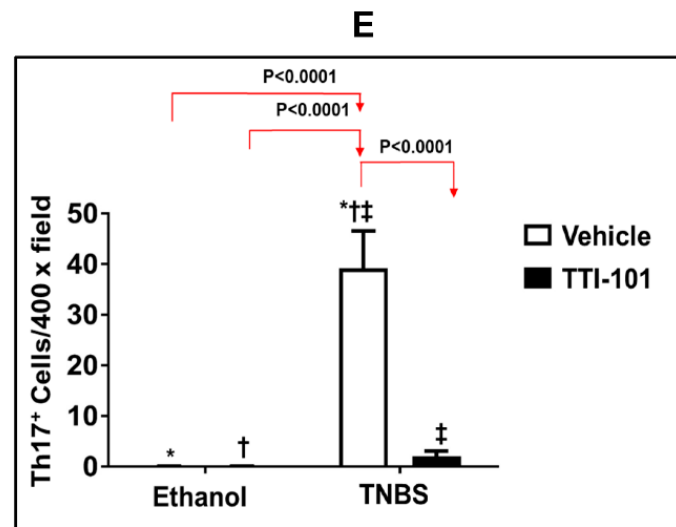 E
P<0.0001
P<0.0001
P<0.0001
*†‡
Vehicle
TTI-101
Th17⁺ Cells/400 x field
50
40
30
20
10
0
*
†
‡
Ethanol
TNBS